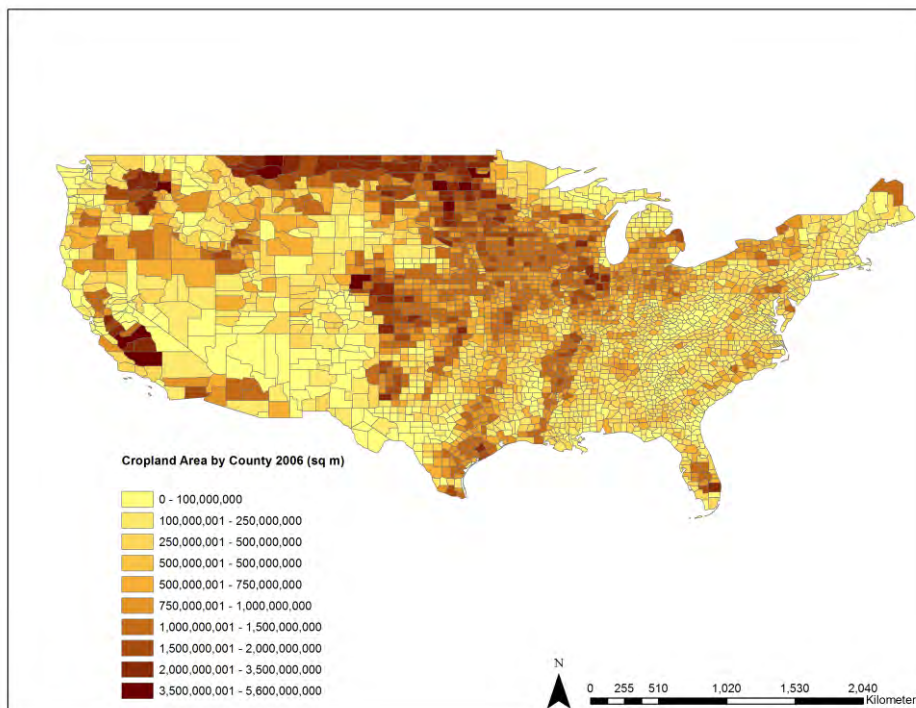 Cropland Area by County 2006 (sq m)
0 - 100,000,000
100,000,001 - 250,000,000
250,000,001 - 500,000,000
500,000,001 - 500,000,000
500,000,001 - 750,000,000
750,000,001 - 1,000,000,000
1,000,000,001 - 1,500,000,000
1,500,000,001 - 2,000,000,000
2,000,000,001 - 3,500,000,000
3,500,000,001 - 5,600,000,000
N
0 255 510 1,020 1,530 2,040
Kilometer